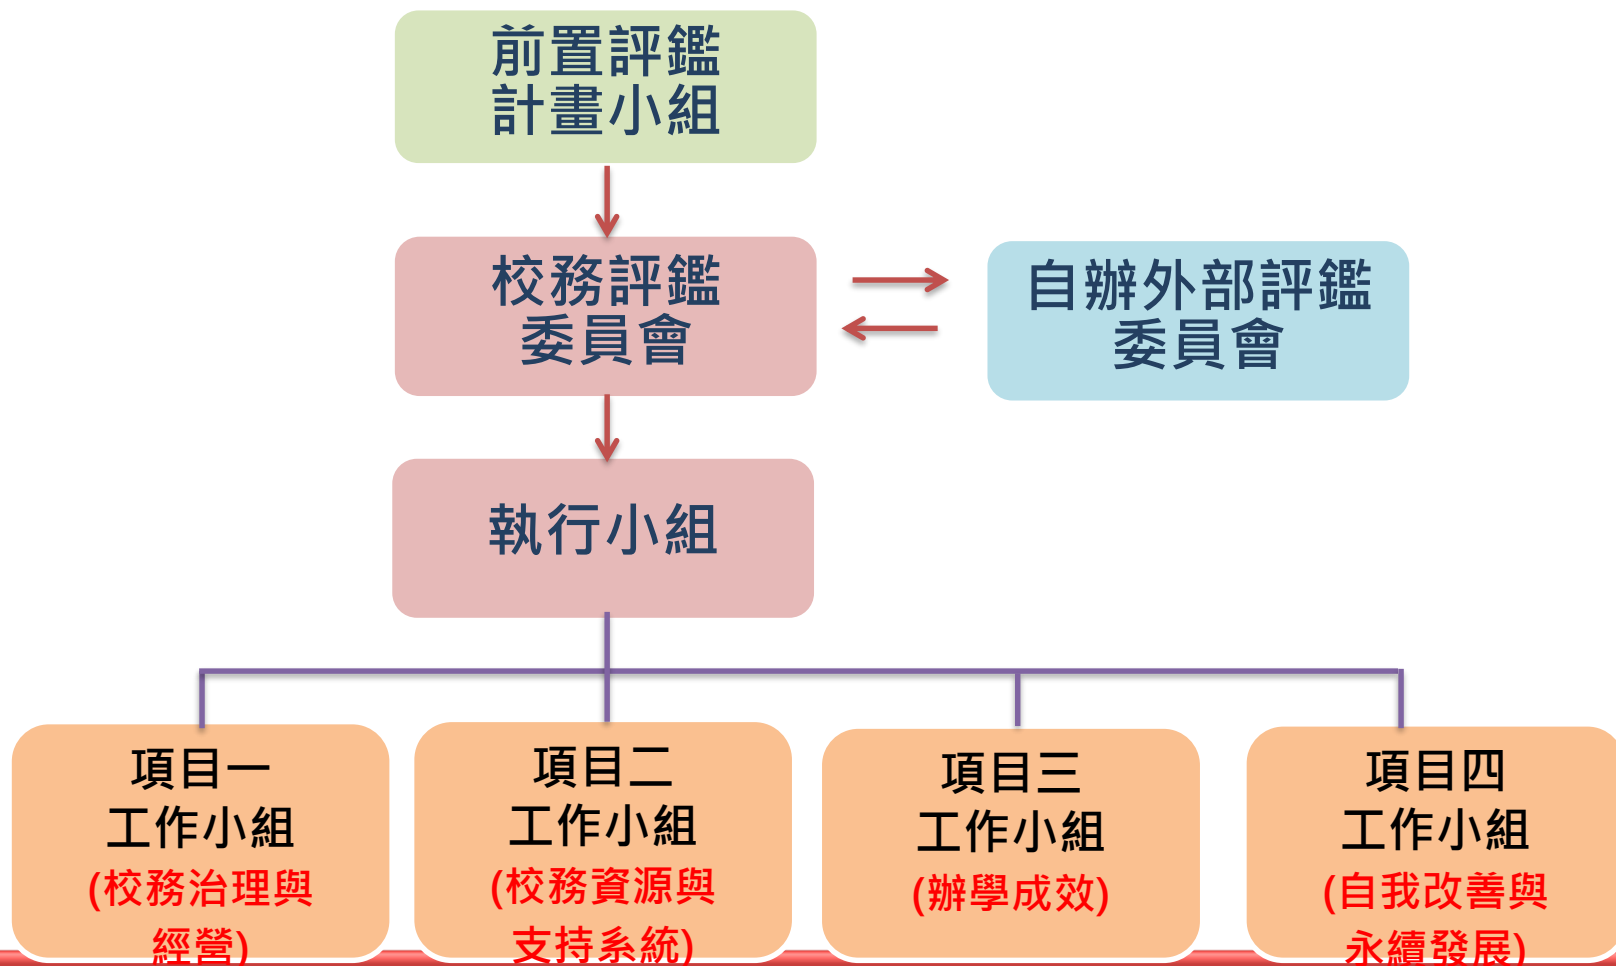 前置評鑑
計畫小組
校務評鑑
委員會
自辦外部評鑑
委員會
執行小組
項目一
工作小組
(校務治理與
經營)
項目二
工作小組
(校務資源與
支持系統)
項目三
工作小組
(辦學成效)
項目四
工作小組
(自我改善與
永續發展)